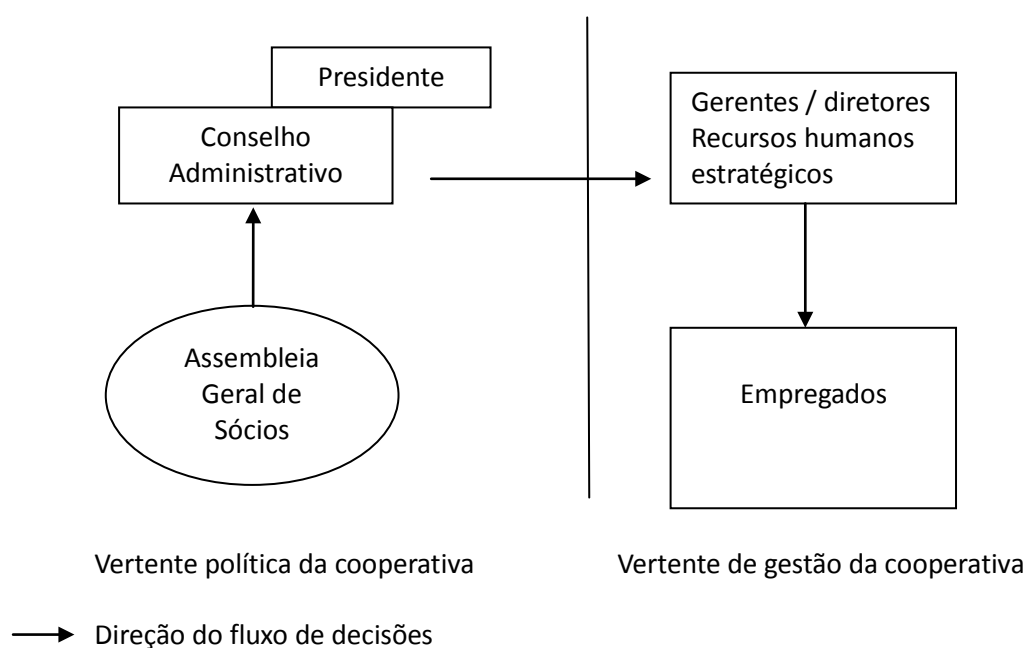 Presidente
Conselho
Administrativo
Assembleia
Geral de
Sócios
Gerentes / diretores
Recursos humanos
estratégicos
Empregados
Vertente política da cooperativa
Vertente de gestão da cooperativa
Direção do fluxo de decisões